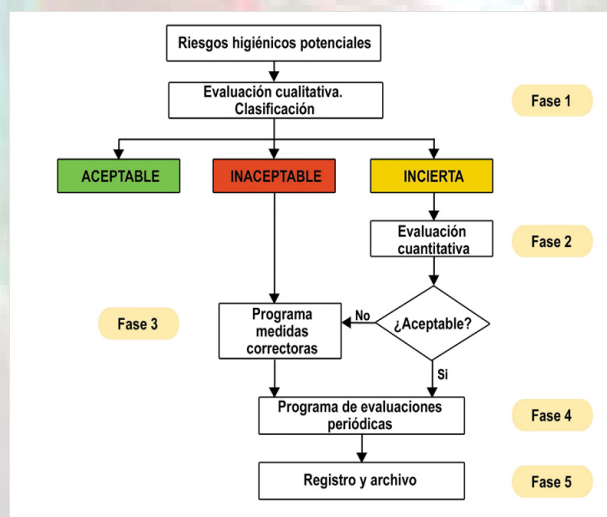 Riesgos higiénicos potenciales
Evaluación cualitativa.
Clasificación
Fase 1
ACEPTABLE
INACEPTABLE
INCIERTA
Evaluación
cuantitativa
Fase 2
Fase 3
Programa
medidas
correctoras
No
¿Aceptable?
Si
Programa de evaluaciones
periódicas
Fase 4
Registro y archivo
Fase 5